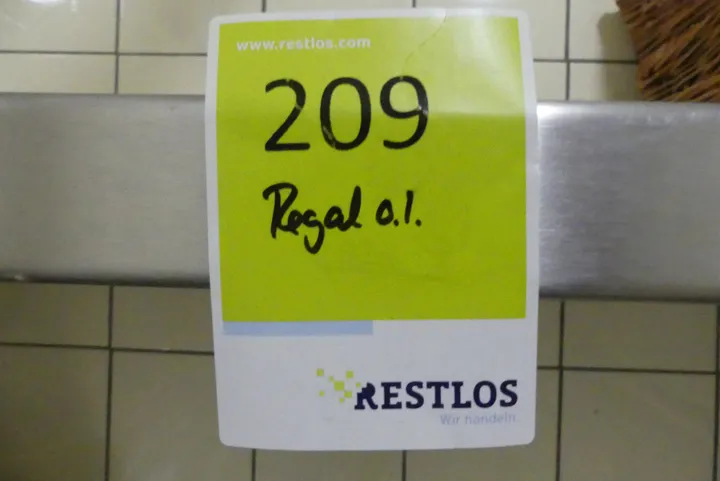 www.restlos.com
209
Regal o.l.
RESTLOS
Wir handeln.